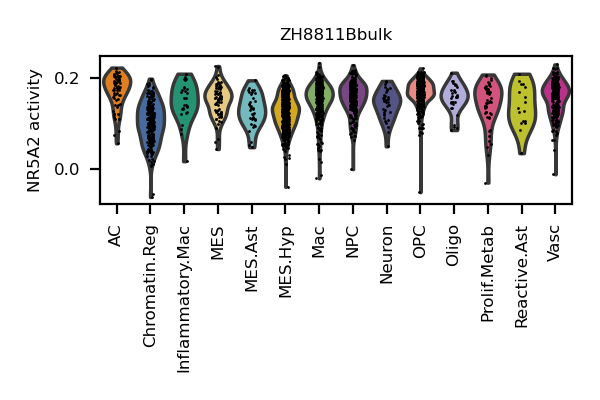 ZH8811Bbulk
NR5A2 activity
0.2
0.0
AC
Chromatin.Reg
Inflammatory.Mac
MES
MES.Ast
MES.Hyp
Mac
NPC
Neuron
OPC
Oligo
Prolif.Metab
Reactive.Ast
Vasc